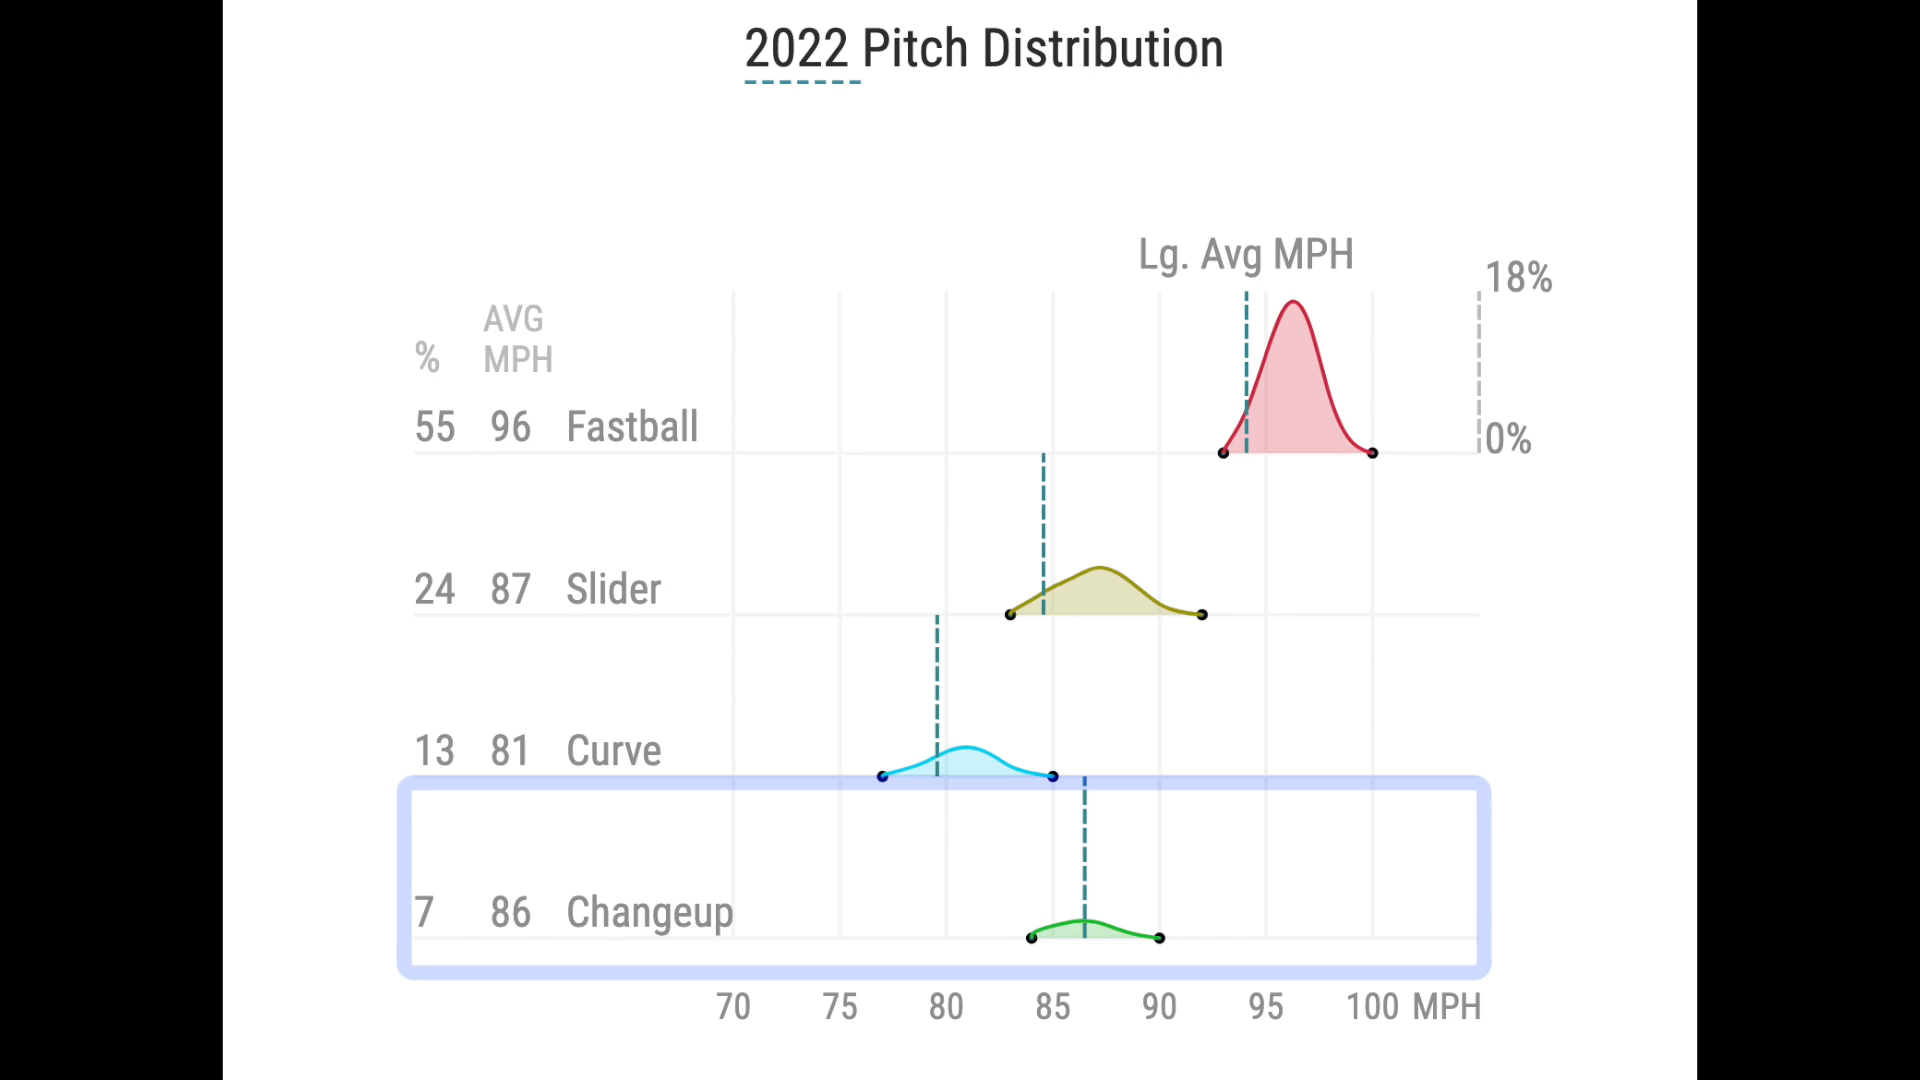 2022 Pitch Distribution
Lg. Avg MPH
18%
AVG
% MPH
55 96 Fastball
0%
24 87 Slider
13 81 Curve
7 86 Changeup
70 75 80 85 90 95 100 MPH